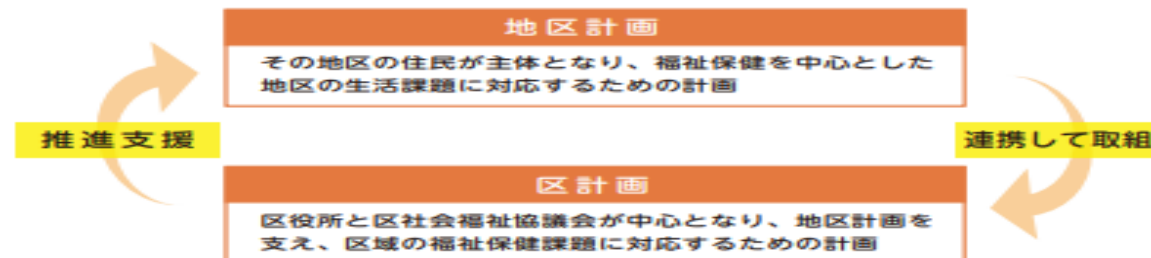 地区計画
その地区の住民が主体となり、福祉保健を中心とした
地区の生活課題に対応するための計画
推進支援
連携して取組
区計画
区役所と区社会福祉協議会が中心となり、地区計画を
支え、区域の福祉保健課題に対応するための計画